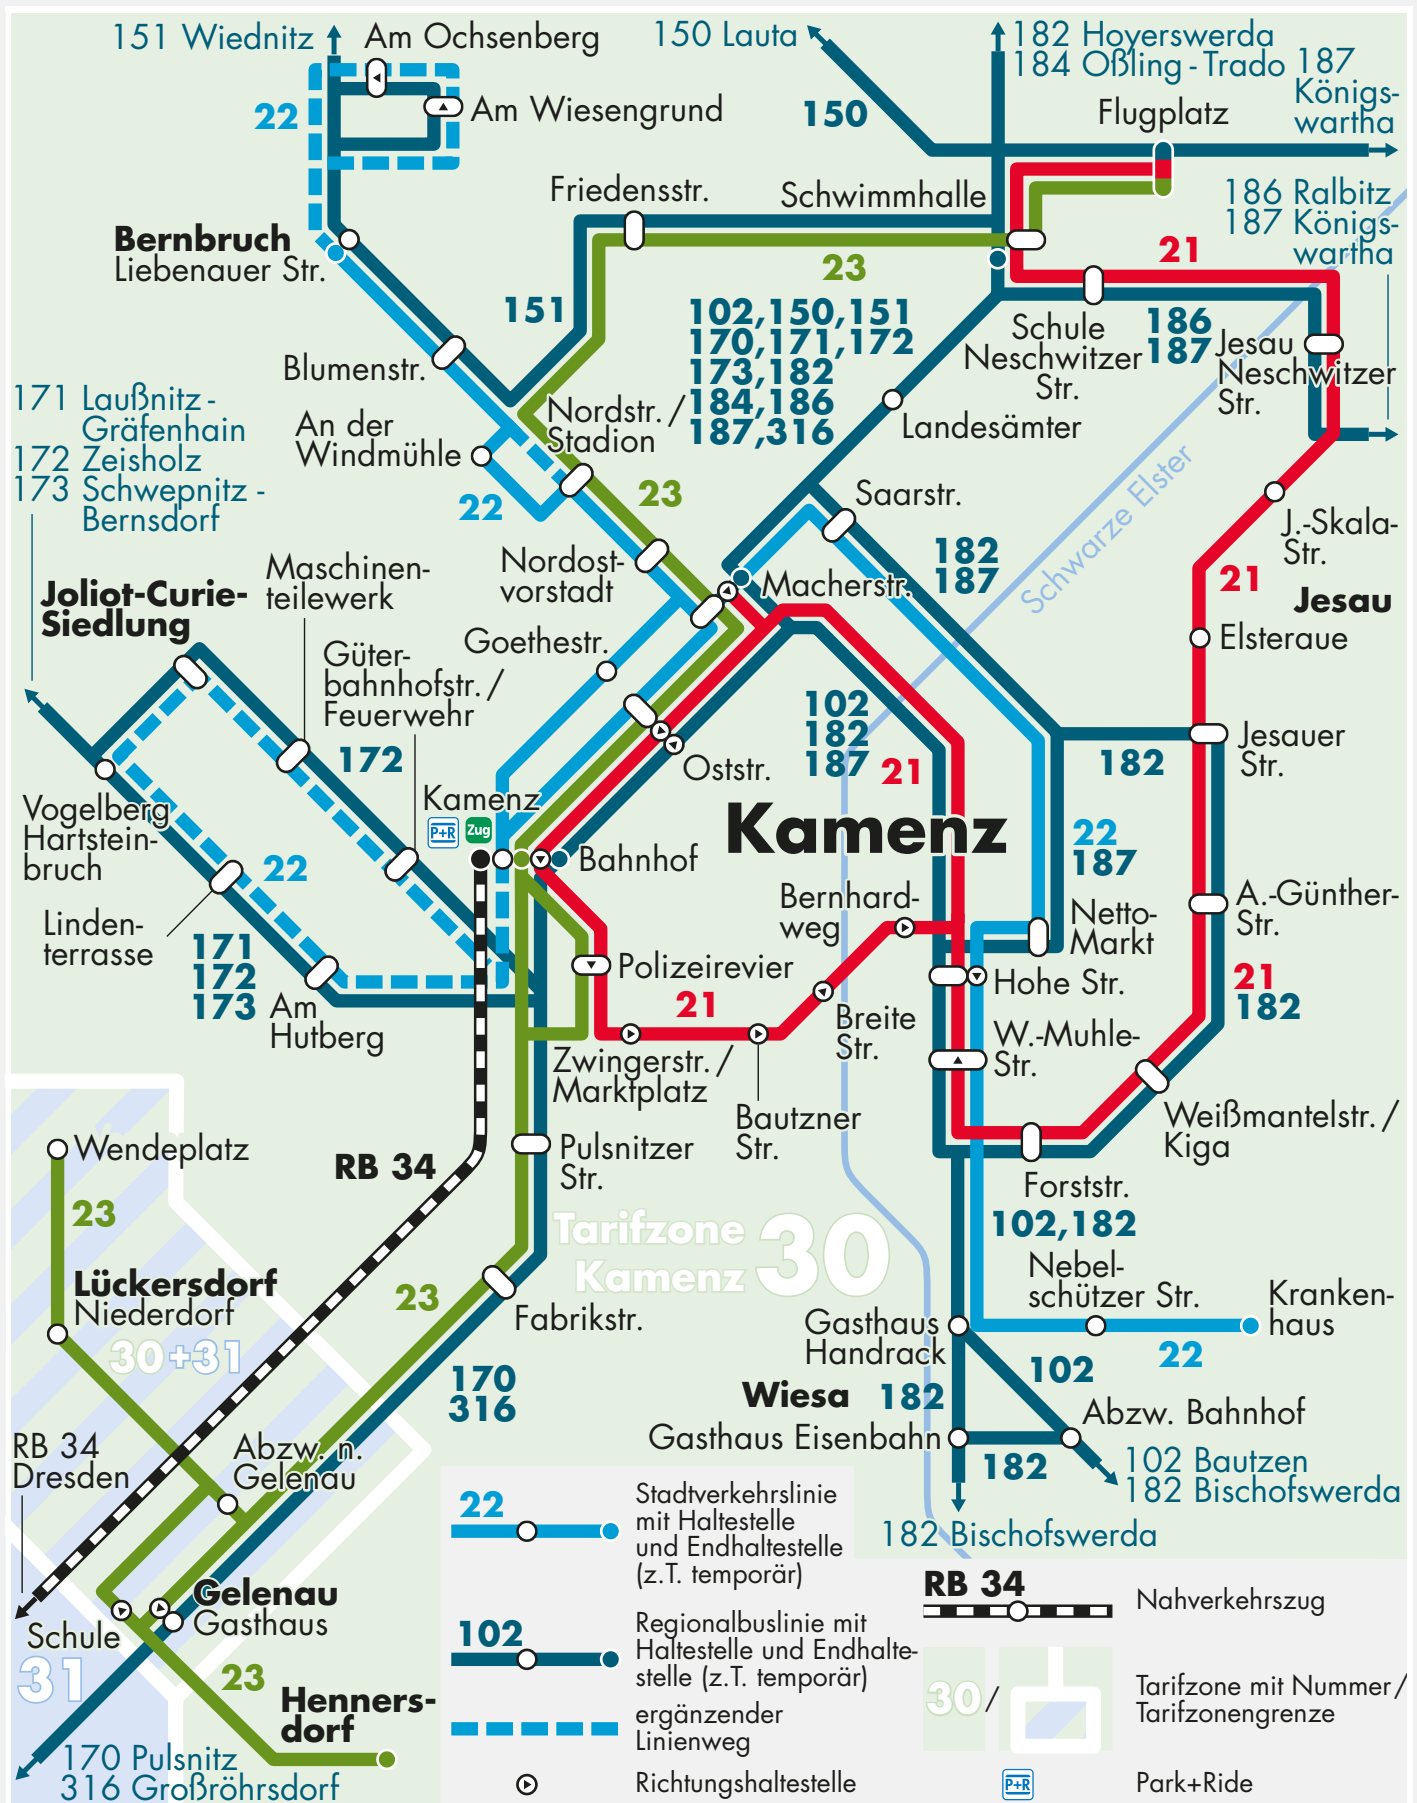 151 Wiednitz
Am Ochsenberg
150 Lauta
182 Hoyerswerda
184 Oßling - Trado
187
Königs-
wartha
22
Am Wiesengrund
150
Flugplatz
Friedensstr.
Schwimmhalle
186 Ralbitz
187 Königs-
wartha
Bernbruch
Liebenauer Str.
23
21
151
102,150,151
170,171,172
173,182
184,186
187,316
Schule
Neschwitzer
Str.
186
187
Jesau
Neschwitzer
Str.
Blumenstr.
171 Laußnitz -
Gräfenhain
172 Zeisholz
173 Schwepnitz -
Bernsdorf
An der
Windmühle
Nordstr. /
Stadion
Landesämter
22
23
Saarstr.
Schwarze Elster
J.-Skala-
Str.
Nordost-
vorstadt
182
187
21
Jesau
Maschinen-
teilewerk
Joliot-Curie-
Siedlung
Macherstr.
Elsteraue
Goethestr.
Güter-
bahnhofstr. /
Feuerwehr
172
102
182
187
21
Oststr.
182
Jesauer
Str.
Vogelberg
Hartstein-
bruch
Kamenz
P+R
Zug
Bahnhof
Kamenz
22
187
22
Linden-
terrasse
Bernhard-
weg
Netto-
Markt
A.-Günther-
Str.
171
172
173
Polizeirevier
Hohe Str.
21
182
Am
Hutberg
21
Breite
Str.
W.-Muhle-
Str.
Zwingerstr. /
Marktplatz
Bautzner
Str.
Weißmantelstr. /
Kiga
Wendeplatz
RB 34
Pulsnitzer
Str.
Forststr.
23
Tarifzone
Kamenz
30
102,182
Lückersdorf
Niederdorf
23
Fabrikstr.
Nebel-
schützer Str.
Kranken-
haus
30+31
Gasthaus
Handrack
22
170
316
Wiesa
182
102
Abzw. Bahnhof
RB 34
Dresden
Abzw. n.
Gelenau
Gasthaus Eisenbahn
182
102 Bautzen
182 Bischofswerda
182 Bischofswerda
22
Stadtverkehrslinie
mit Haltestelle
und Endhaltestelle
(z.T. temporär)
Gelenau
Gasthaus
Schule
31
23
Henners-
dorf
170 Pulsnitz
316 Großröhrsdorf
102
Regionalbuslinie mit
Haltestelle und Endhalte-
stelle (z.T. temporär)
ergänzender
Linienweg
Richtungshaltestelle
RB 34
Nahverkehrszug
30/
Tarifzone mit Nummer/
Tarifzonengrenze
P+R
Park+Ride